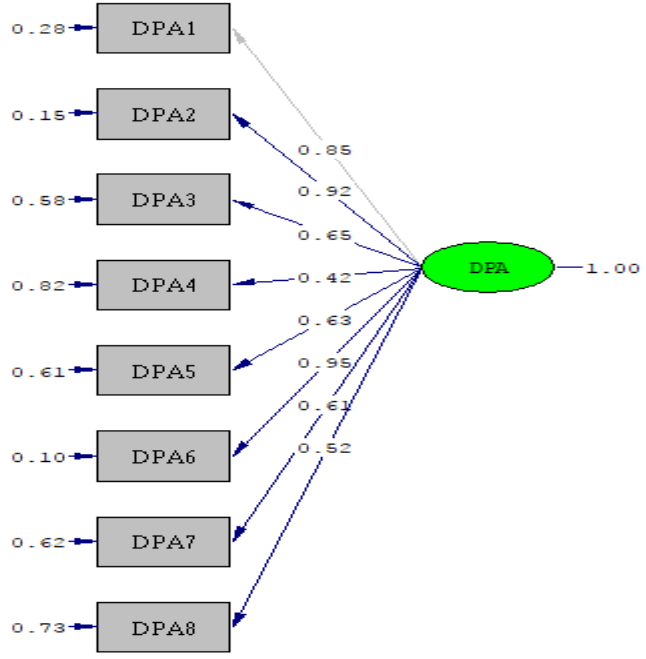 0.28 DPA1
0.85
0.15 DPA2
0.92
0.58 DPA3
0.65
DPA 1.00
0.82 DPA4
0.42
0.63
0.61 DPA5
0.95
0.61
0.10 DPA6
0.52
0.62 DPA7
0.73 DPA8